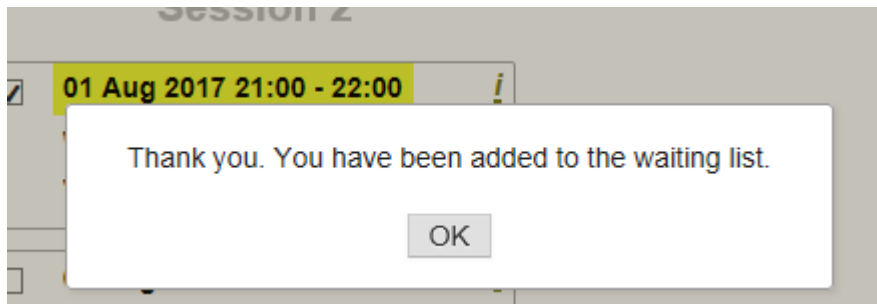 Session 2
01 Aug 2017 21:00 - 22:00 i
Thank you. You have been added to the waiting list.
OK